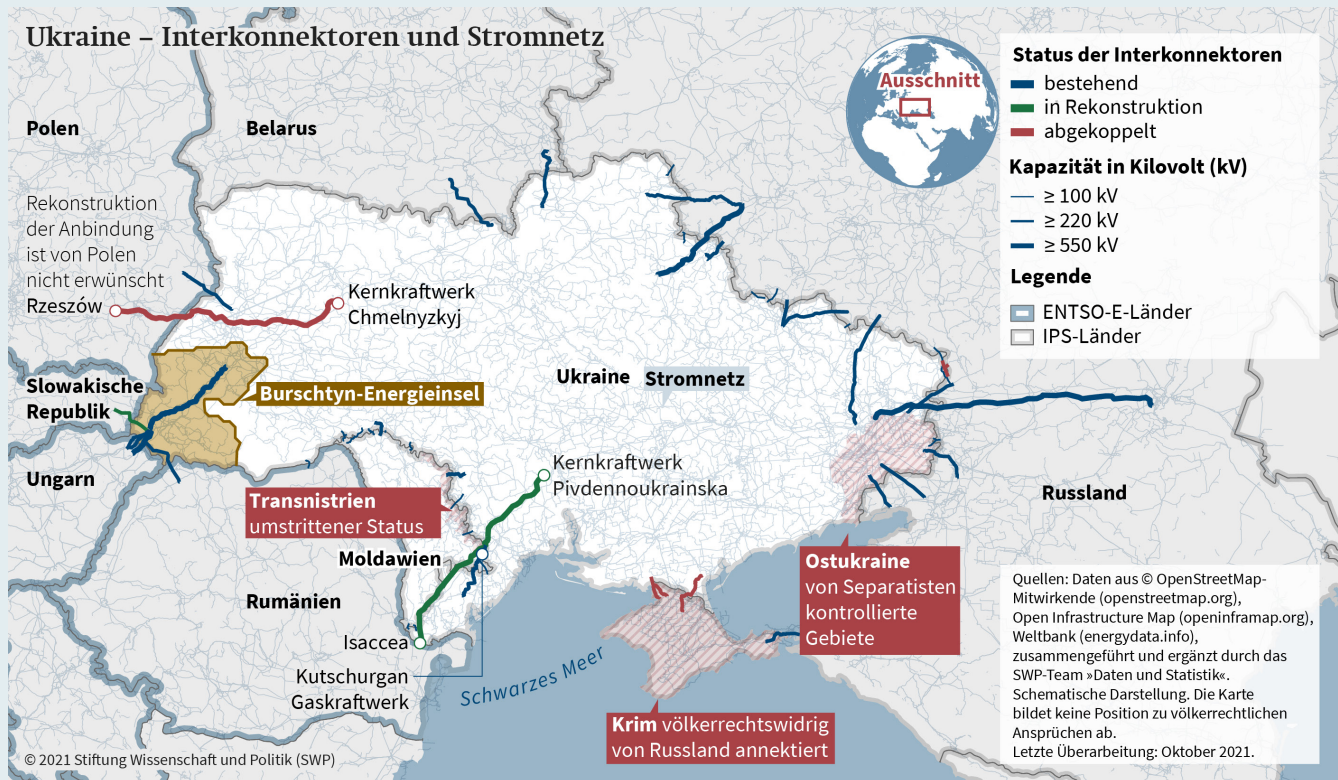 Ukraine – Interkonnektoren und Stromnetz
Polen
Belarus
Rekonstruktion
der Anbindung
ist von Polen
nicht erwünscht
Rzeszów
Kernkraftwerk
Chmelnyzkyj
Slowakische
Republik
Burschtyn-Energieinsel
Ukraine
Stromnetz
Ungarn
Kernkraftwerk
Pivdennoukrainska
Transnistrien
umstrittener Status
Moldawien
Rumänien
Isaccea
Kutschurgan
Gaskraftwerk
Schwarzes Meer
Krim völkerrechtswidrig
von Russland annektiert
Ostukraine
von Separatisten
kontrollierte
Gebiete
Russland
Ausschnitt
Status der Interkonnektoren
bestehend
in Rekonstruktion
abgekoppelt
Kapazität in Kilovolt (kV)
≥ 100 kV
≥ 220 kV
≥ 550 kV
Legende
ENTSO-E-Länder
IPS-Länder
Quellen: Daten aus © OpenStreetMap-
Mitwirkende (openstreetmap.org),
Open Infrastructure Map (openinframap.org),
Weltbank (energydata.info),
zusammengeführt und ergänzt durch das
SWP-Team »Daten und Statistik«.
Schematische Darstellung. Die Karte
bildet keine Position zu völkerrechtlichen
Ansprüchen ab.
Letzte Überarbeitung: Oktober 2021.
© 2021 Stiftung Wissenschaft und Politik (SWP)